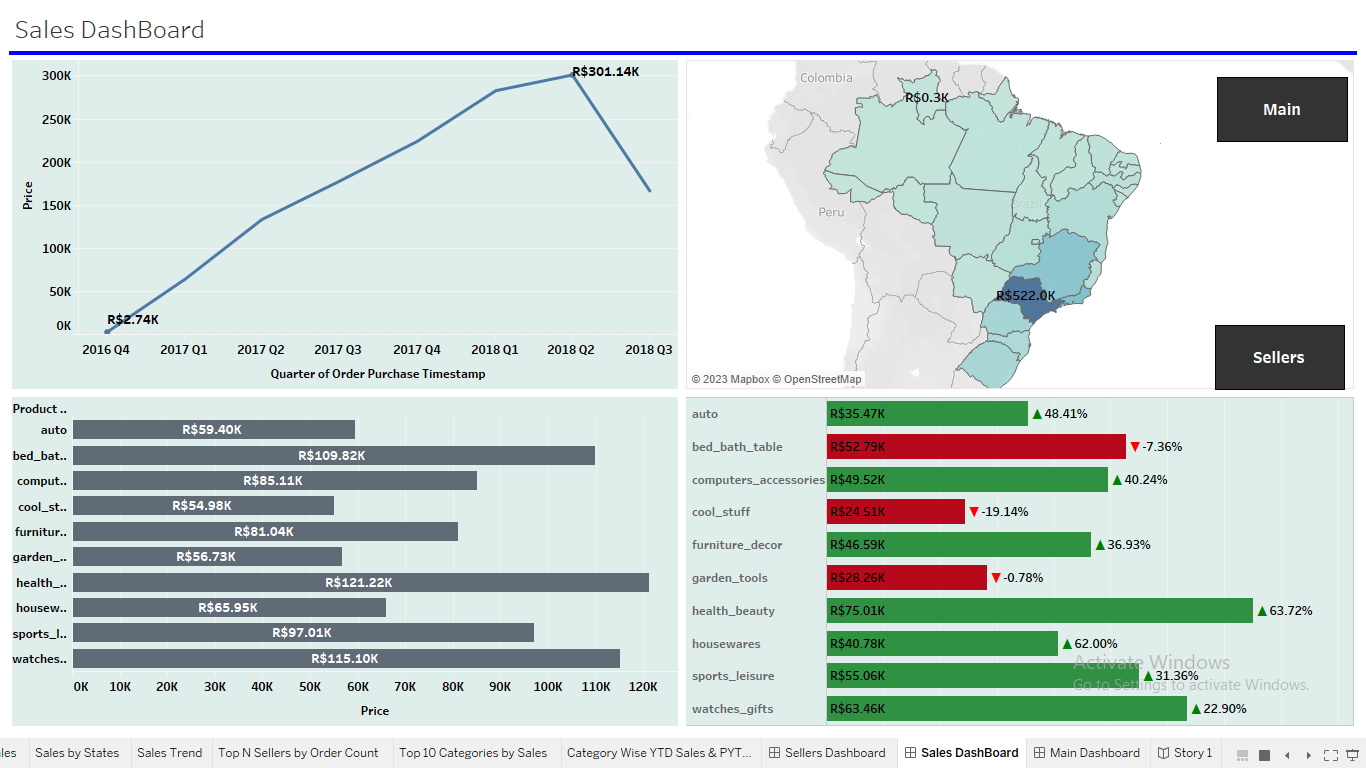 Sales DashBoard
300K
250K
200K
150K
100K
50K
0K
Price
R$301.14K
R$2.74K
2016 Q4 2017 Q1 2017 Q2 2017 Q3 2017 Q4 2018 Q1 2018 Q2 2018 Q3
Quarter of Order Purchase Timestamp
Colombia
R$0.3K
Peru
Brazil
R$522.0K
© 2023 Mapbox © OpenStreetMap
Main
Sellers
Product ..
auto R$59.40K
bed_bat.. R$109.82K
comput.. R$85.11K
cool_st.. R$54.98K
furnitur.. R$81.04K
garden_.. R$56.73K
health_.. R$121.22K
housew.. R$65.95K
sports_l.. R$97.01K
watches.. R$115.10K
0K 10K 20K 30K 40K 50K 60K 70K 80K 90K 100K 110K 120K
Price
auto R$35.47K ▲48.41%
bed_bath_table R$52.79K ▼-7.36%
computers_accessories R$49.52K ▲40.24%
cool_stuff R$24.51K ▼-19.14%
furniture_decor R$46.59K ▲36.93%
garden_tools R$28.26K ▼-0.78%
health_beauty R$75.01K ▲63.72%
housewares R$40.78K ▲62.00%
sports_leisure R$55.06K ▲31.36%
watches_gifts R$63.46K ▲22.90%
Activate Windows
Go to Settings to activate Windows.
les Sales by States Sales Trend Top N Sellers by Order Count Top 10 Categories by Sales Category Wise YTD Sales & PYT... Sellers Dashboard Sales DashBoard Main Dashboard Story 1